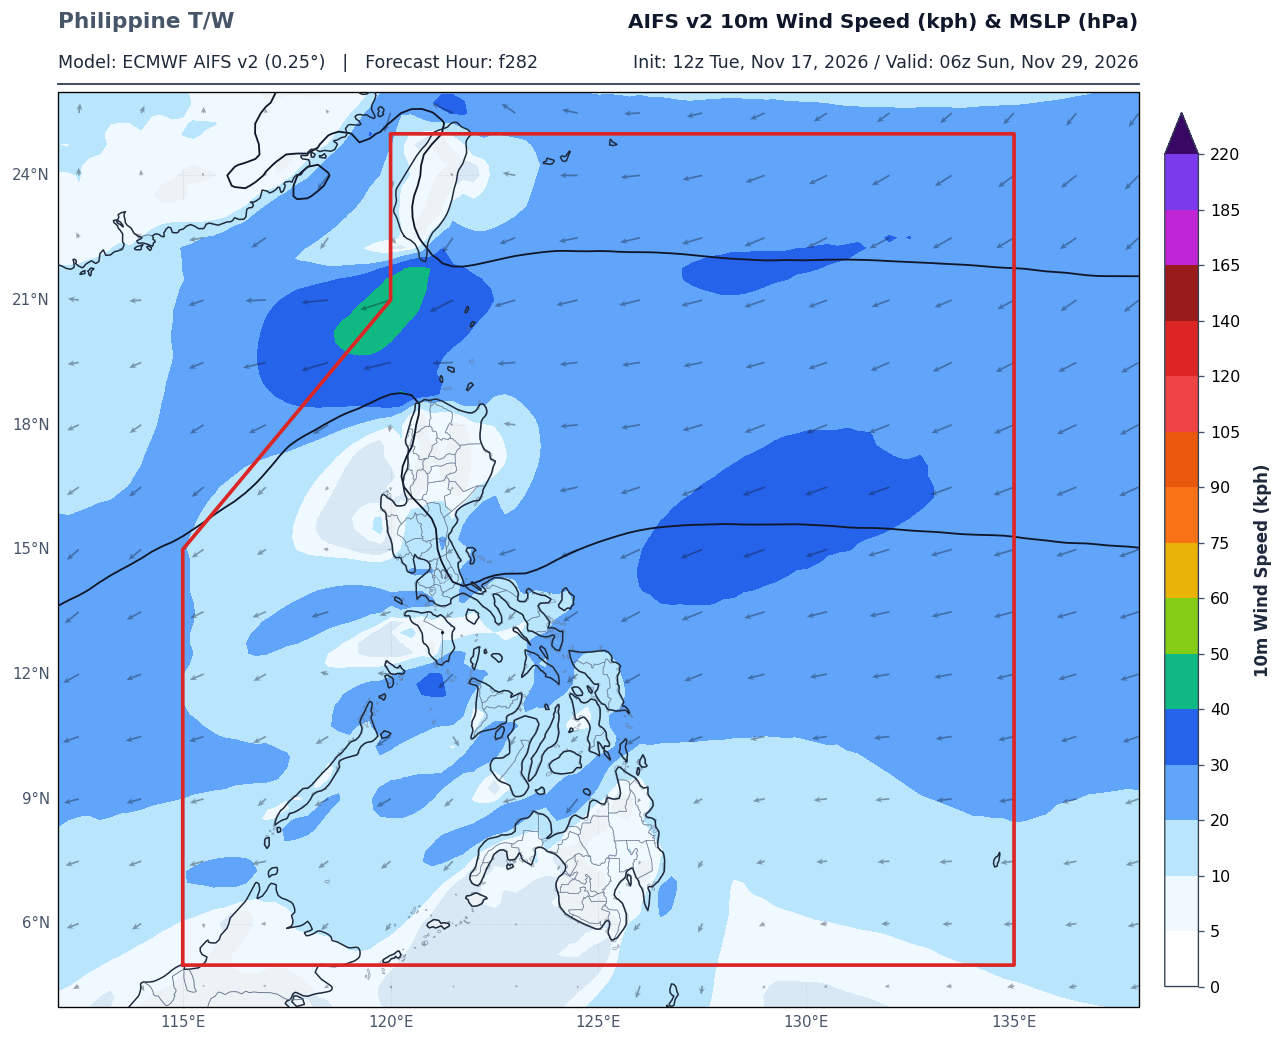 Philippine T/W
AIFS v2 10m Wind Speed (kph) & MSLP (hPa)
Model: ECMWF AIFS v2 (0.25°) | Forecast Hour: f282
Init: 12z Tue, Nov 17, 2026 / Valid: 06z Sun, Nov 29, 2026
24°N
21°N
18°N
15°N
12°N
9°N
6°N
115°E
120°E
125°E
130°E
135°E
220
185
165
140
120
105
90
75
60
50
40
30
20
10
5
0
10m Wind Speed (kph)